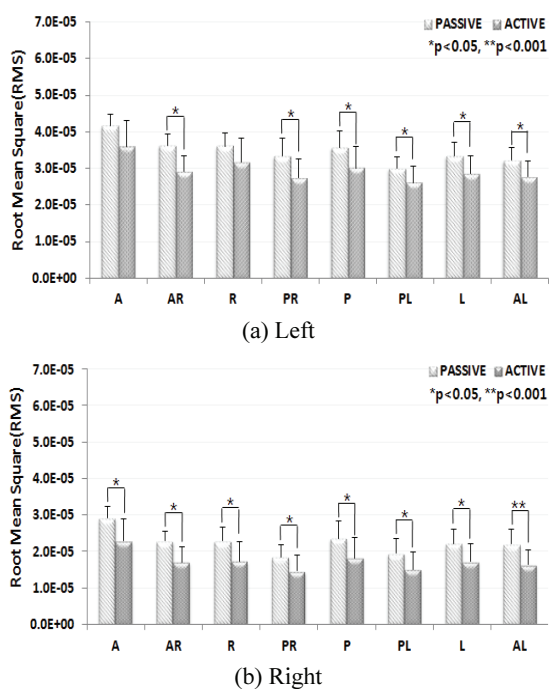 7.0E-05
PASSIVE ACTIVE
*p<0.05, **p<0.001
6.0E-05
5.0E-05
4.0E-05
3.0E-05
2.0E-05
1.0E-05
0.0E+00
Root Mean Square(RMS)
* * * * * *
A AR R PR P PL L AL
(a) Left
7.0E-05
PASSIVE ACTIVE
*p<0.05, **p<0.001
6.0E-05
5.0E-05
4.0E-05
3.0E-05
2.0E-05
1.0E-05
0.0E+00
Root Mean Square(RMS)
* * * * * * * **
A AR R PR P PL L AL
(b) Right